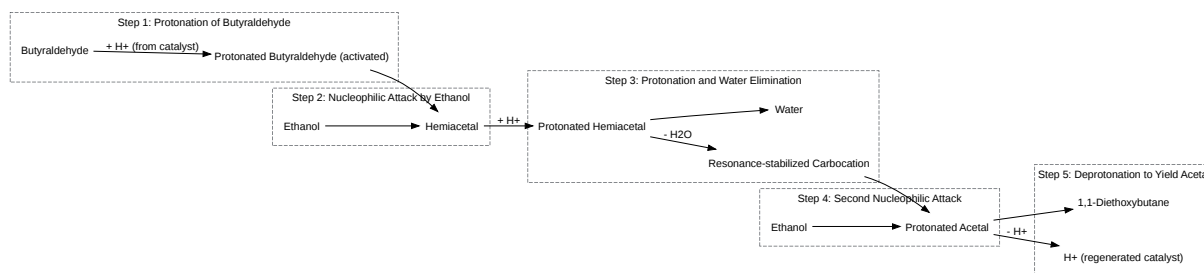 Step 1: Protonation of Butyraldehyde
Butyraldehyde
+ H+ (from catalyst)
Protonated Butyraldehyde (activated)
Step 2: Nucleophilic Attack by Ethanol
Ethanol
Hemiacetal
+ H+
Step 3: Protonation and Water Elimination
Protonated Hemiacetal
Water
- H2O
Resonance-stabilized Carbocation
Step 4: Second Nucleophilic Attack
Ethanol
Protonated Acetal
- H+
Step 5: Deprotonation to Yield Aceta
1,1-Diethoxybutane
H+ (regenerated catalyst)